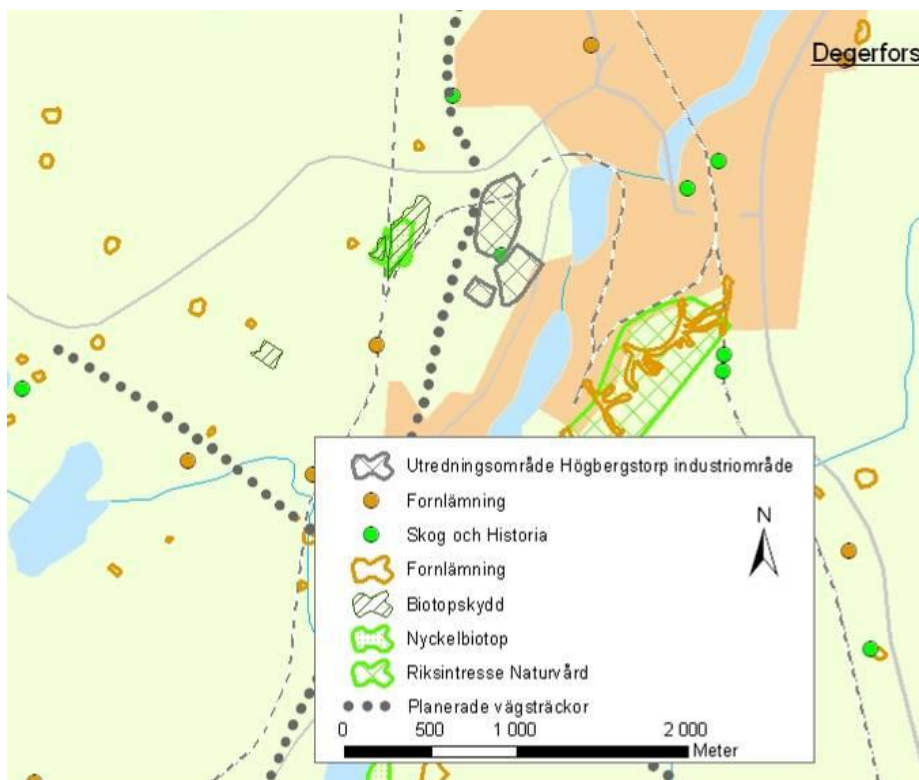 Degerfors
Utredningsområde Högbergstorp industriområde
Fornlämning
Skog och Historia
N
Fornlämning
Biotopskydd
Nyckelbiotop
Riksintresse Naturvård
Planerade vägsträckor
0 500 1 000 2 000
Meter